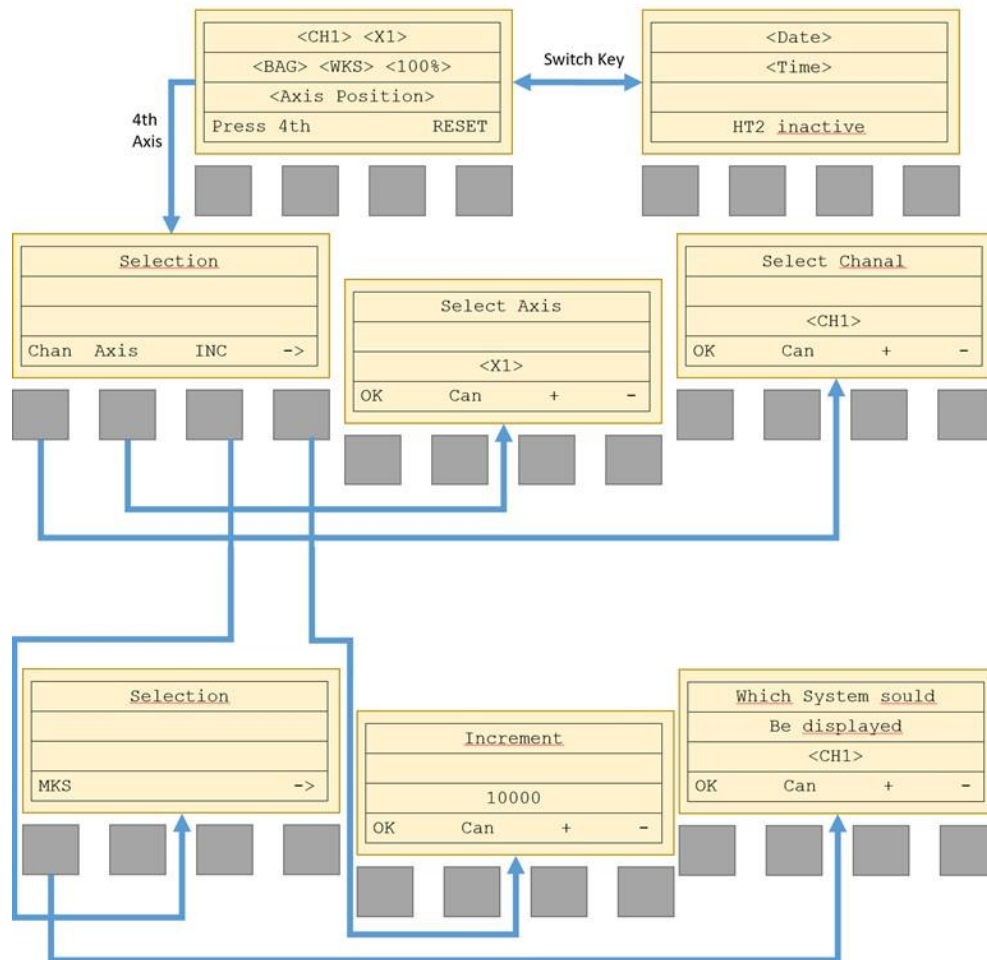 <CH1> <X1>
<BAG> <WKS> <100%>
<Axis Position>
Press 4th RESET
Switch Key
<Date>
<Time>
HT2 inactive
4th
Axis
Selection
Chan Axis INC ->
Select Axis
<X1>
OK Can + -
Select Chanal
<CH1>
OK Can + -
Selection
MKS ->
Increment
10000
OK Can + -
Which System sould
Be displayed
<CH1>
OK Can + -